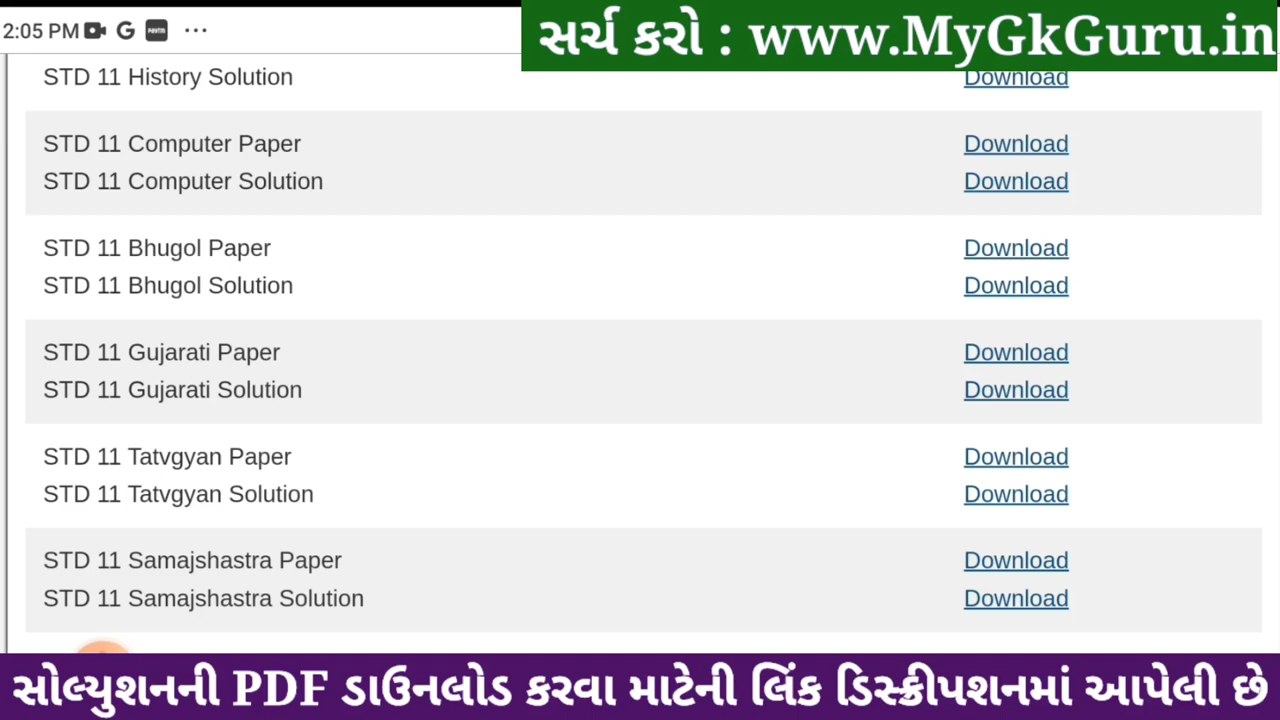 2:05 PM
સર્ચ કરો : www.MyGkGuru.in
STD 11 History Solution Download
STD 11 Computer Paper Download
STD 11 Computer Solution Download
STD 11 Bhugol Paper Download
STD 11 Bhugol Solution Download
STD 11 Gujarati Paper Download
STD 11 Gujarati Solution Download
STD 11 Tatvgyan Paper Download
STD 11 Tatvgyan Solution Download
STD 11 Samajshastra Paper Download
STD 11 Samajshastra Solution Download
સોલ્યુશનની PDF ડાઉનલોડ કરવા માટેની લિંક ડિસ્ક્રીપશનમાં આપેલી છે